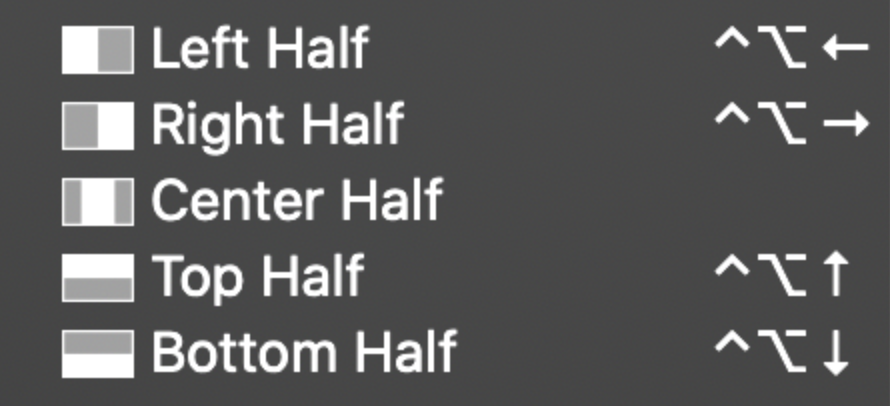 Left Half ^⌥←
Right Half ^⌥→
Center Half
Top Half ^⌥↑
Bottom Half ^⌥↓